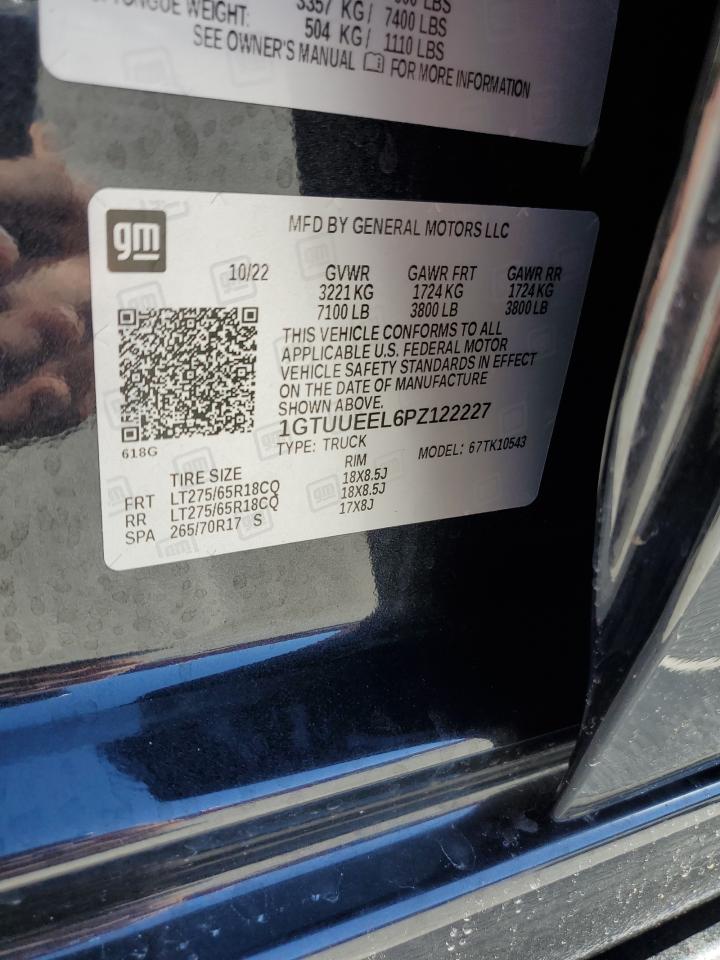 TONGUE WEIGHT: 3357 KG/ 7400 LBS
504 KG/ 1110 LBS
SEE OWNER'S MANUAL FOR MORE INFORMATION
gm
MFD BY GENERAL MOTORS LLC
10/22 GVWR GAWR FRT GAWR RR
3221 KG 1724 KG 1724 KG
7100 LB 3800 LB 3800 LB
THIS VEHICLE CONFORMS TO ALL
APPLICABLE U.S. FEDERAL MOTOR
VEHICLE SAFETY STANDARDS IN EFFECT
ON THE DATE OF MANUFACTURE
SHOWN ABOVE.
618G
1GTUUEEL6PZ122227
TYPE: TRUCK MODEL: 67TK10543
TIRE SIZE RIM
FRT LT275/65R18CQ 18X8.5J
RR LT275/65R18CQ 18X8.5J
SPA 265/70R17 S 17X8J